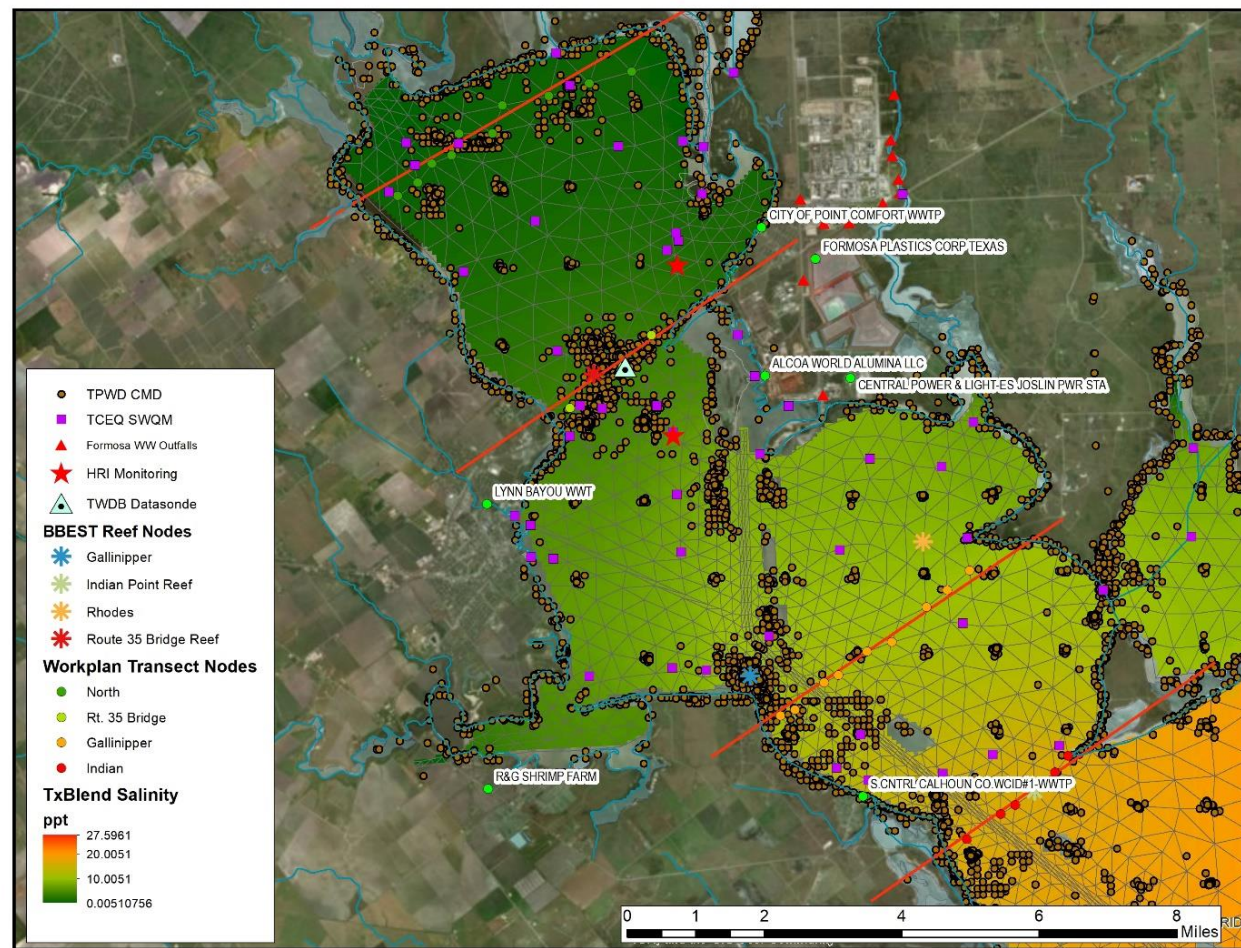 CITY OF POINT COMFORT WWTP
FORMOSA PLASTICS CORP TEXAS
ALCOA WORLD ALUMINA LLC
CENTRAL POWER & LIGHT-ES JOSLIN PWR STA
LYNN BAYOU WWT
R&G SHRIMP FARM
S.CNTRL CALHOUN CO.WCID#1-WWTP
TPWD CMD
TCEQ SWQM
Formosa WW Outfalls
HRI Monitoring
TWDB Datasonde
BBEST Reef Nodes
Gallinipper
Indian Point Reef
Rhodes
Route 35 Bridge Reef
Workplan Transect Nodes
North
Rt. 35 Bridge
Gallinipper
Indian
TxBlend Salinity
ppt
27.5961
20.0051
10.0051
0.00510756
0 1 2 4 6 8
Miles